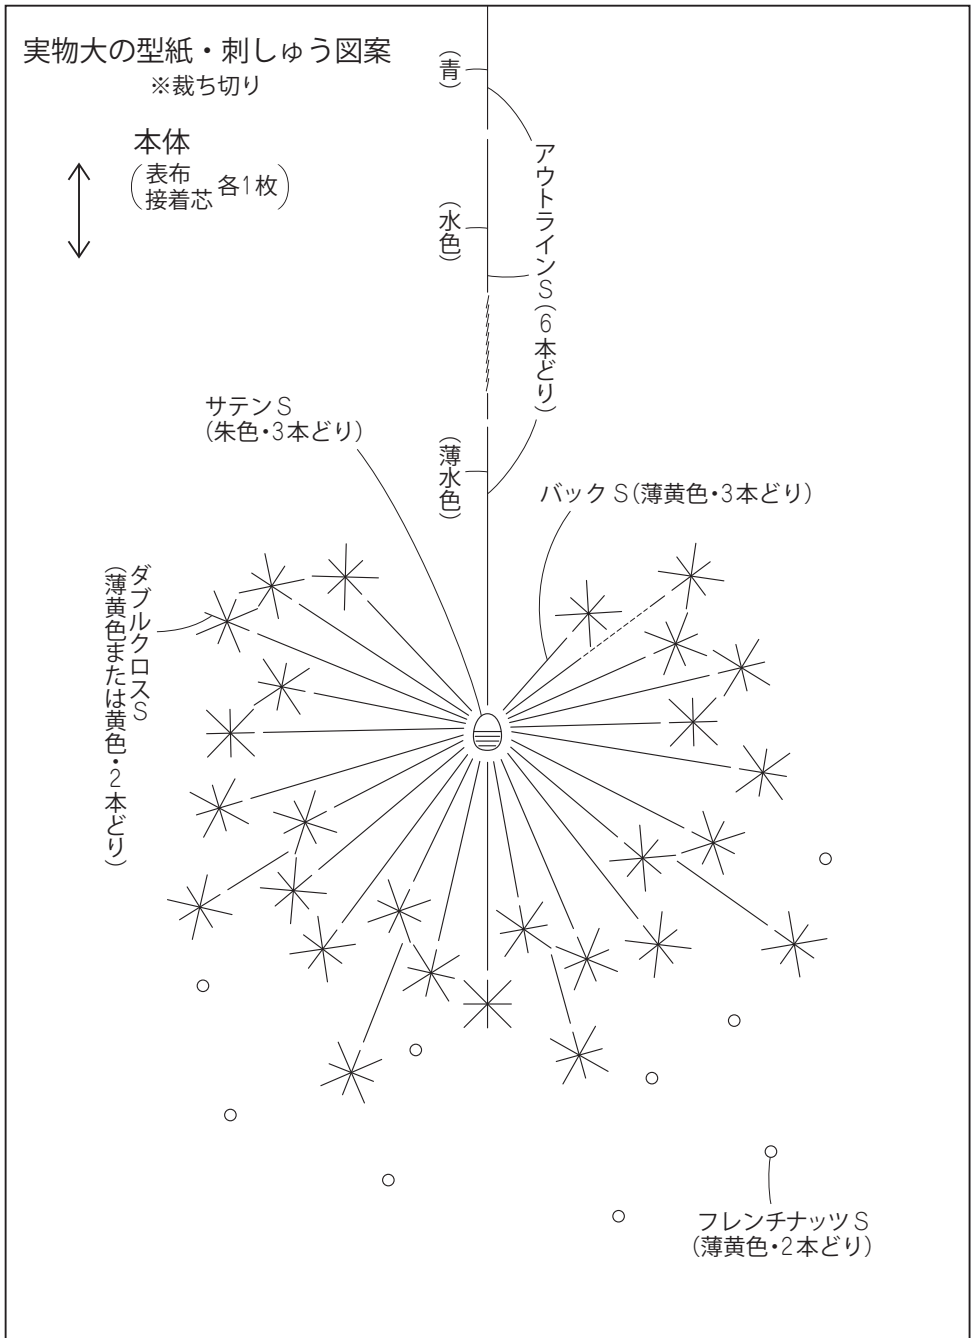 実物大の型紙・刺しゅう図案
※裁ち切り
本体
(表布
接着芯 各1枚)
(青)
(水色)
アウトラインS(6本どり)
サテンS
(朱色・3本どり)
(薄水色)
バックS(薄黄色・3本どり)
ダブルクロスS
(薄黄色または黄色・2本どり)
フレンチナッツS
(薄黄色・2本どり)